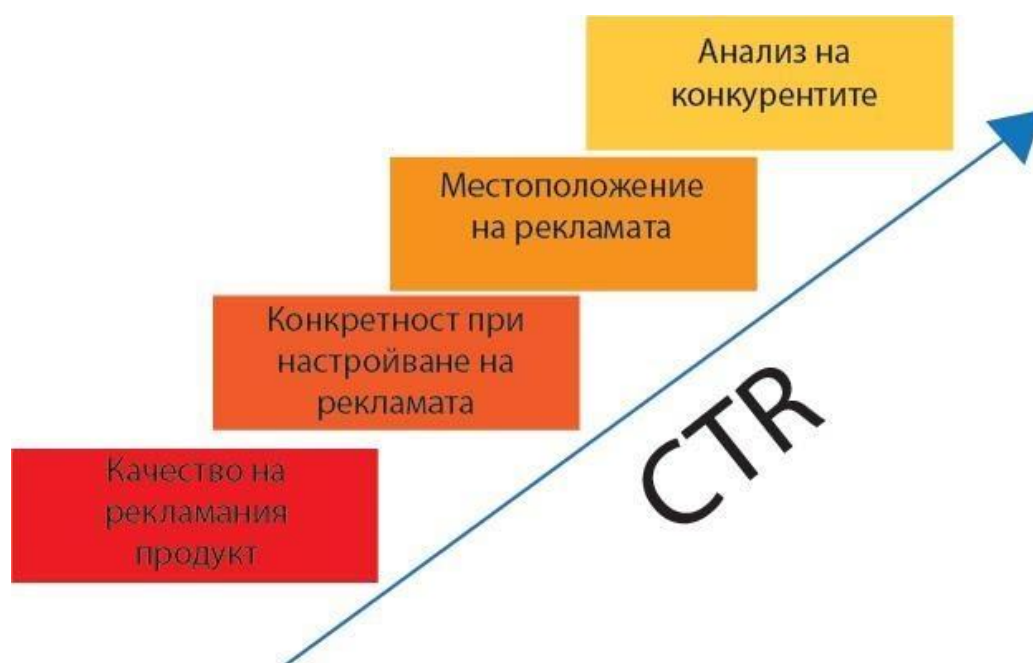 Анализ на
конкурентите
Местоположение
на рекламата
Конкретност при
настройване на
рекламата
CTR
Качество на
рекламания
продукт